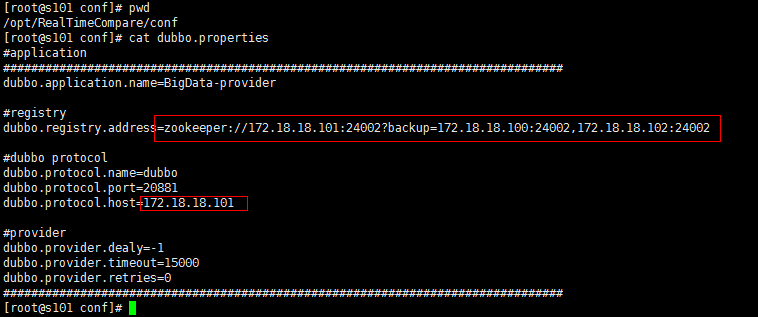 [root@s101 conf]# pwd
/opt/RealTimeCompare/conf
[root@s101 conf]# cat dubbo.properties
#application
################################################################################
dubbo.application.name=BigData-provider
#registry
dubbo.registry.address=zookeeper://172.18.18.101:24002?backup=172.18.18.100:24002,172.18.18.102:24002
#dubbo protocol
dubbo.protocol.name=dubbo
dubbo.protocol.port=20881
dubbo.protocol.host=172.18.18.101
#provider
dubbo.provider.dealy=-1
dubbo.provider.timeout=15000
dubbo.provider.retries=0
################################################################################
[root@s101 conf]#